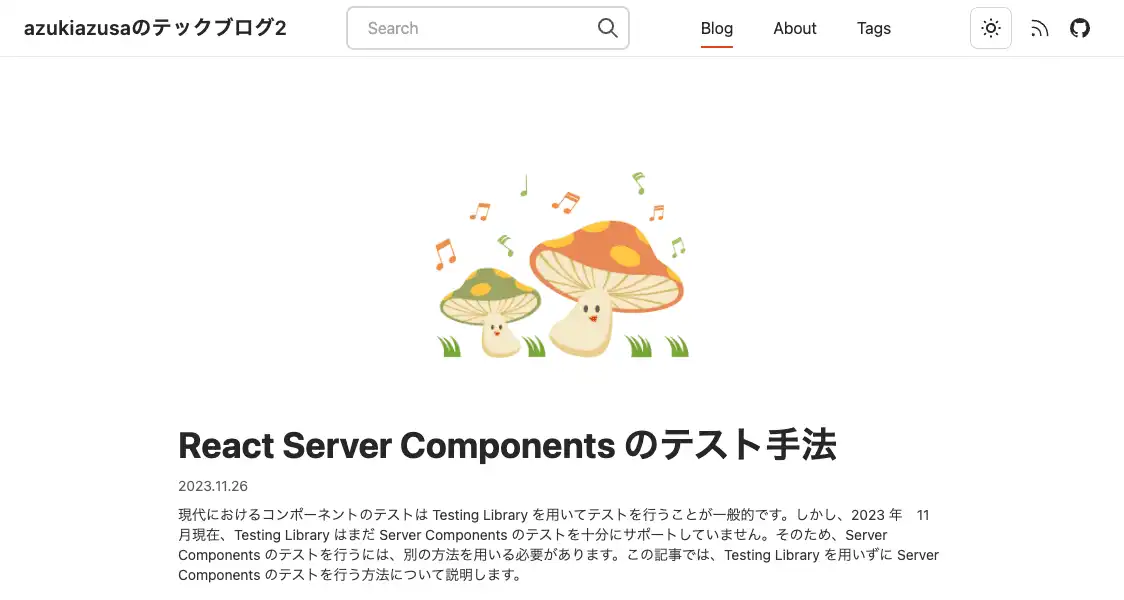 azukiazusaのテックブログ2
Search
Blog
About
Tags
React Server Components のテスト手法
2023.11.26
現代におけるコンポーネントのテストは Testing Library を用いてテストを行うことが一般的です。しかし、2023 年　11
月現在、Testing Library はまだ Server Components のテストを十分にサポートしていません。そのため、Server
Components のテストを行うには、別の方法を用いる必要があります。この記事では、Testing Library を用いずに Server
Components のテストを行う方法について説明します。